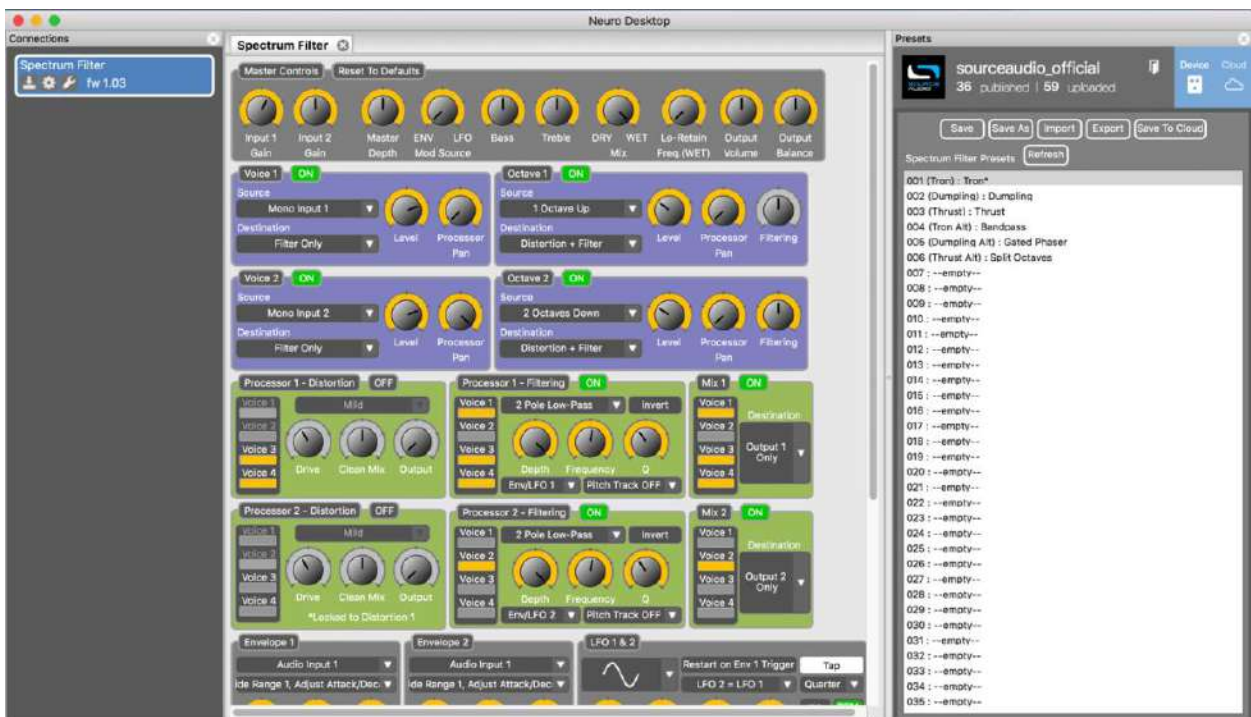 Neuro Desktop
Connections
Spectrum Filter
fw 1.03
Spectrum Filter
Master Controls Reset To Defaults
Input 1 Gain
Input 2 Gain
Master Depth
ENV LFO Mod Source
Bass
Treble
DRY WET Mix
Lo-Retain Freq (WET)
Output Volume
Output Balance
Voice 1 ON
Source
Mono Input 1
Destination
Filter Only
Level
Processor Pan
Octave 1 ON
Source
1 Octave Up
Destination
Distortion + Filter
Level
Processor Pan
Filtering
Voice 2 ON
Source
Mono Input 2
Destination
Filter Only
Level
Processor Pan
Octave 2 ON
Source
2 Octaves Down
Destination
Distortion + Filter
Level
Processor Pan
Filtering
Processor 1 - Distortion OFF
Voice 1
Voice 2
Voice 3
Voice 4
Mild
Drive Clean Mix Output
Processor 1 - Filtering ON
Voice 1
Voice 2
Voice 3
Voice 4
2 Pole Low-Pass Invert
Depth Frequency Q
Env/LFO 1 Pitch Track OFF
Mix 1 ON
Voice 1
Voice 2
Voice 3
Voice 4
Destination
Output 1 Only
Processor 2 - Distortion OFF
Voice 1
Voice 2
Voice 3
Voice 4
Mild
Drive Clean Mix Output
*Locked to Distortion 1
Processor 2 - Filtering ON
Voice 1
Voice 2
Voice 3
Voice 4
2 Pole Low-Pass Invert
Depth Frequency Q
Env/LFO 2 Pitch Track OFF
Mix 2 ON
Voice 1
Voice 2
Voice 3
Voice 4
Destination
Output 2 Only
Envelope 1
Audio Input 1
ide Range 1, Adjust Attack/Dec
Envelope 2
Audio Input 1
ide Range 1, Adjust Attack/Dec
LFO 1 & 2
Restart on Env 1 Trigger Tap
LFO 2 = LFO 1 Quarter
Presets
SOURCE AUDIO
sourceaudio_official
36 published | 59 uploaded
Device Cloud
Save Save As Import Export Save To Cloud
Spectrum Filter Presets Refresh
001 (Tron) : Tron*
002 (Dumpling) : Dumpling
003 (Thrust) : Thrust
004 (Tron Alt) : Bandpass
005 (Dumpling Alt) : Gated Phaser
006 (Thrust Alt) : Split Octaves
007 : --empty--
008 : --empty--
009 : --empty--
010 : --empty--
011 : --empty--
012 : --empty--
013 : --empty--
014 : --empty--
015 : --empty--
016 : --empty--
017 : --empty--
018 : --empty--
019 : --empty--
020 : --empty--
021 : --empty--
022 : --empty--
023 : --empty--
024 : --empty--
025 : --empty--
026 : --empty--
027 : --empty--
028 : --empty--
029 : --empty--
030 : --empty--
031 : --empty--
032 : --empty--
033 : --empty--
034 : --empty--
035 : --empty--